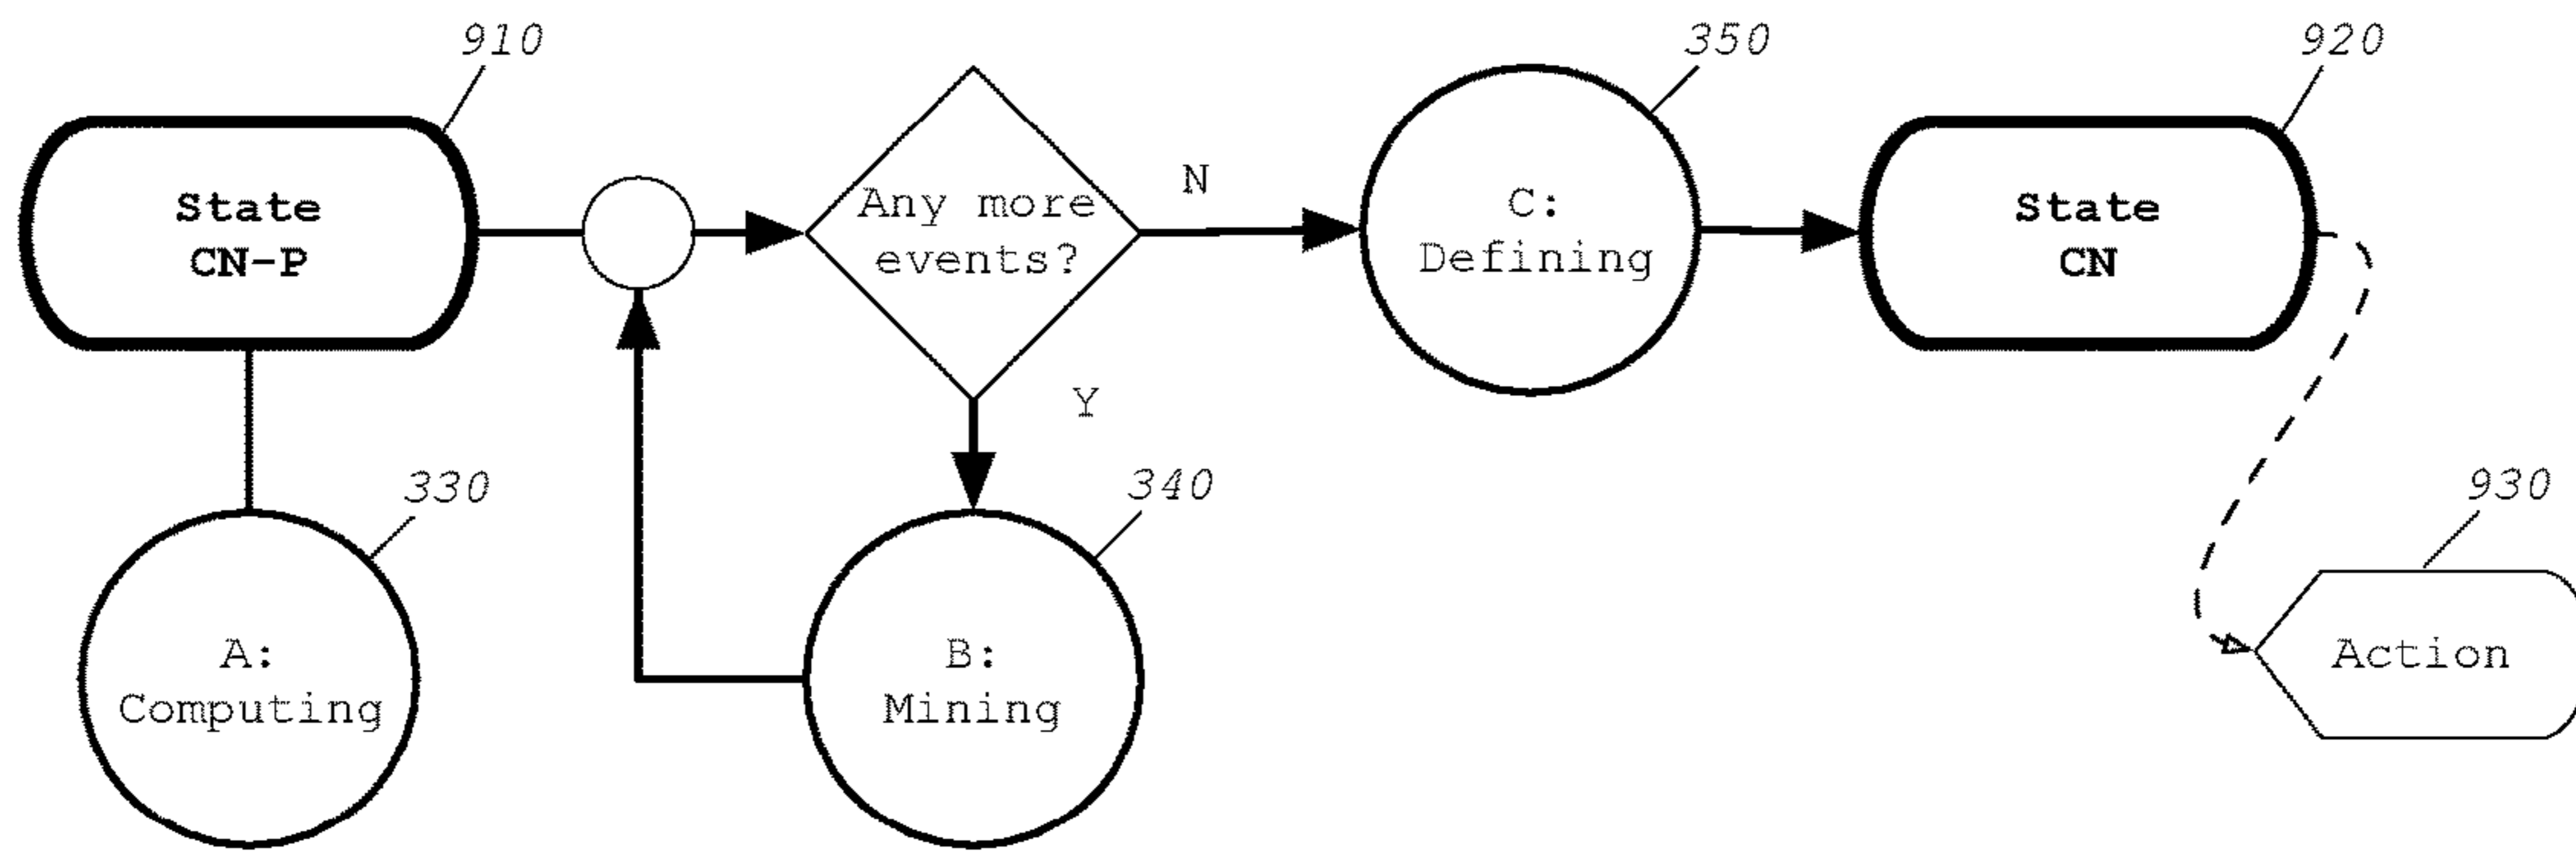 910
350
920
State
CN-P
Any more
events?
N
C:
Defining
State
CN
Y
330
340
930
A:
Computing
B:
Mining
Action